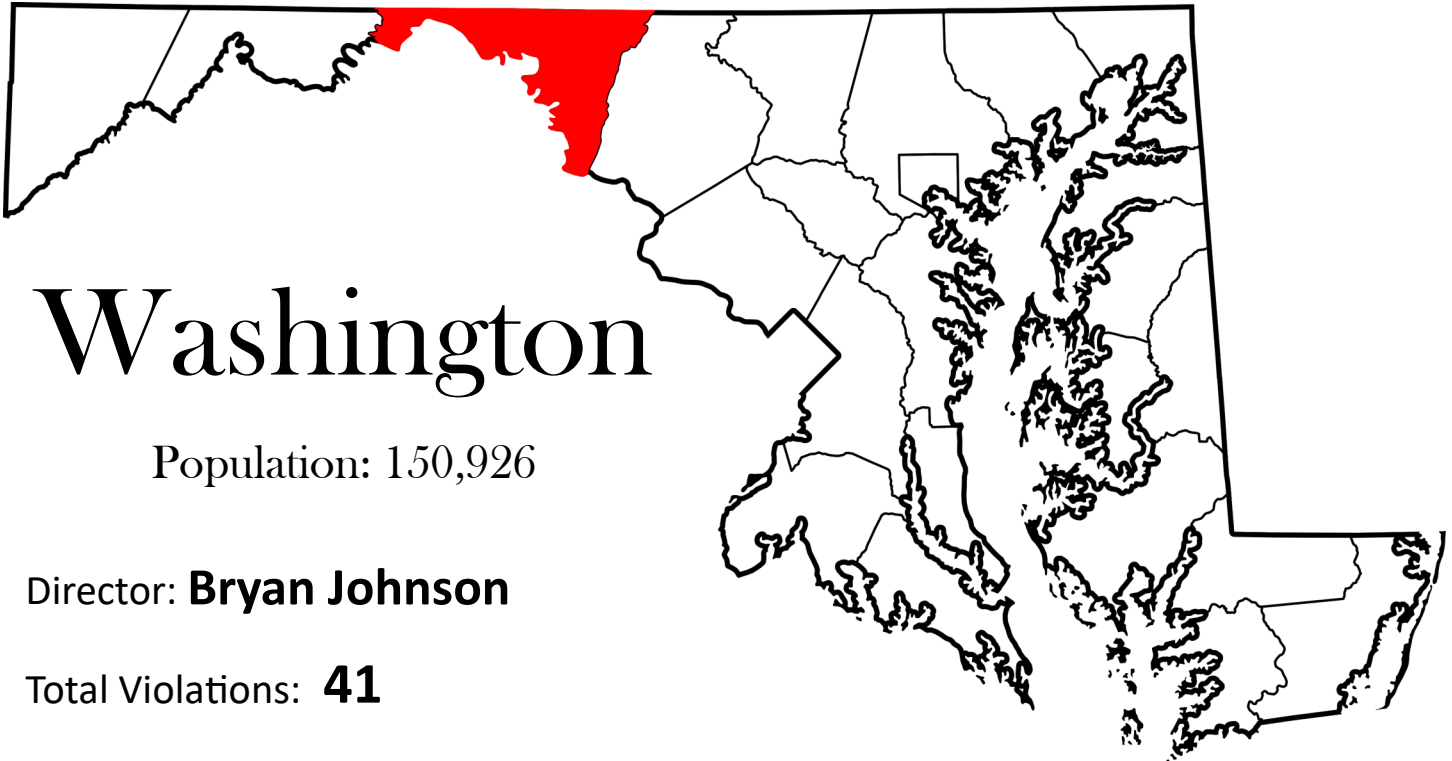 Washington
Population: 150,926
Director: Bryan Johnson
Total Violations: 41